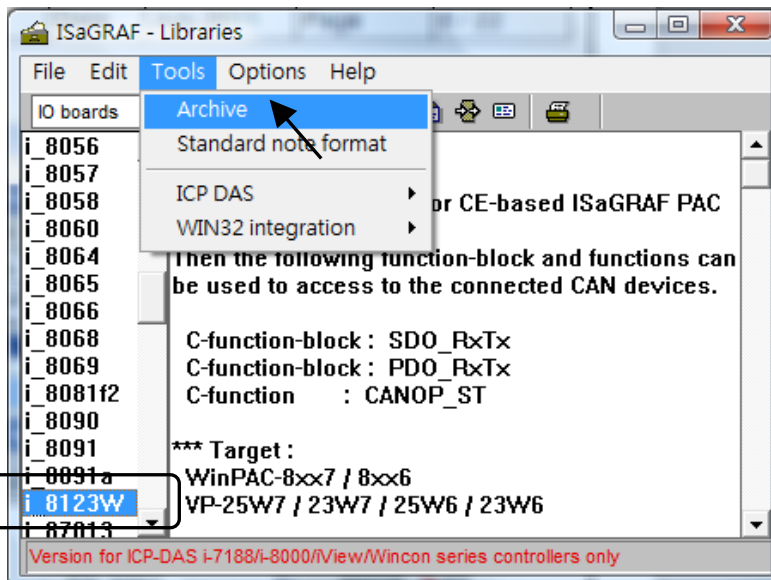 ISaGRAF - Libraries
File Edit Tools Options Help
IO boards
Archive
Standard note format
ICP DAS
WIN32 integration
i_8056
i_8057
i_8058
i_8060
i_8064
i_8065
i_8066
i_8068
i_8069
i_8081f2
i_8090
i_8091
i_8091a
i_8123W
i_87013
or CE-based ISaGRAF PAC
Then the following function-block and functions can
be used to access to the connected CAN devices.
C-function-block : SDO_RxTx
C-function-block : PDO_RxTx
C-function : CANOP_ST
*** Target :
WinPAC-8xx7 / 8xx6
VP-25W7 / 23W7 / 25W6 / 23W6
Version for ICP-DAS i-7188/i-8000/iView/Wincon series controllers only